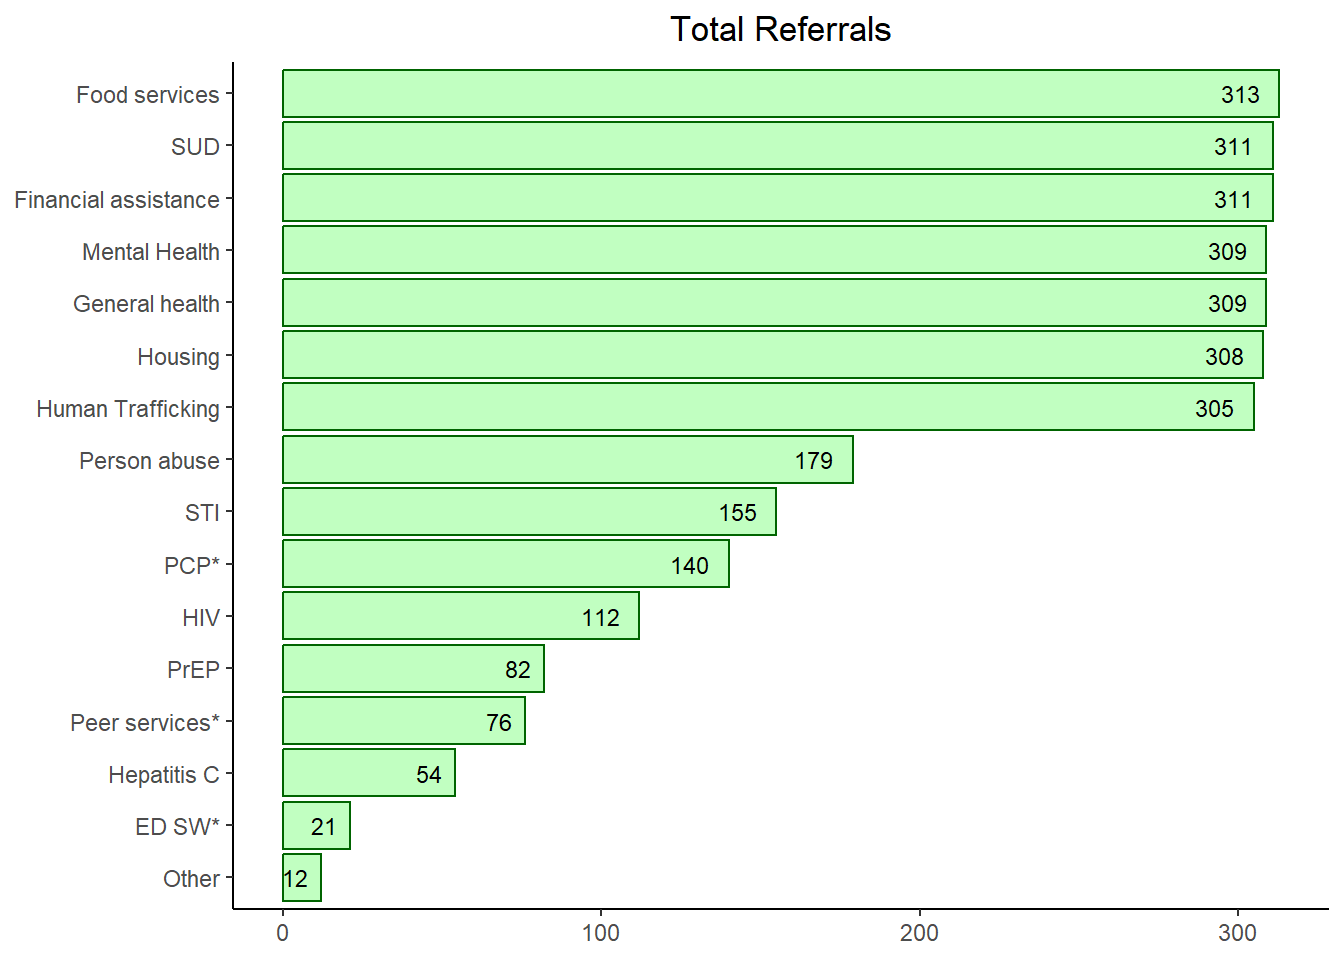 Total Referrals
Food services 313
SUD 311
Financial assistance 311
Mental Health 309
General health 309
Housing 308
Human Trafficking 305
Person abuse 179
STI 155
PCP* 140
HIV 112
PrEP 82
Peer services* 76
Hepatitis C 54
ED SW* 21
Other 12
0 100 200 300